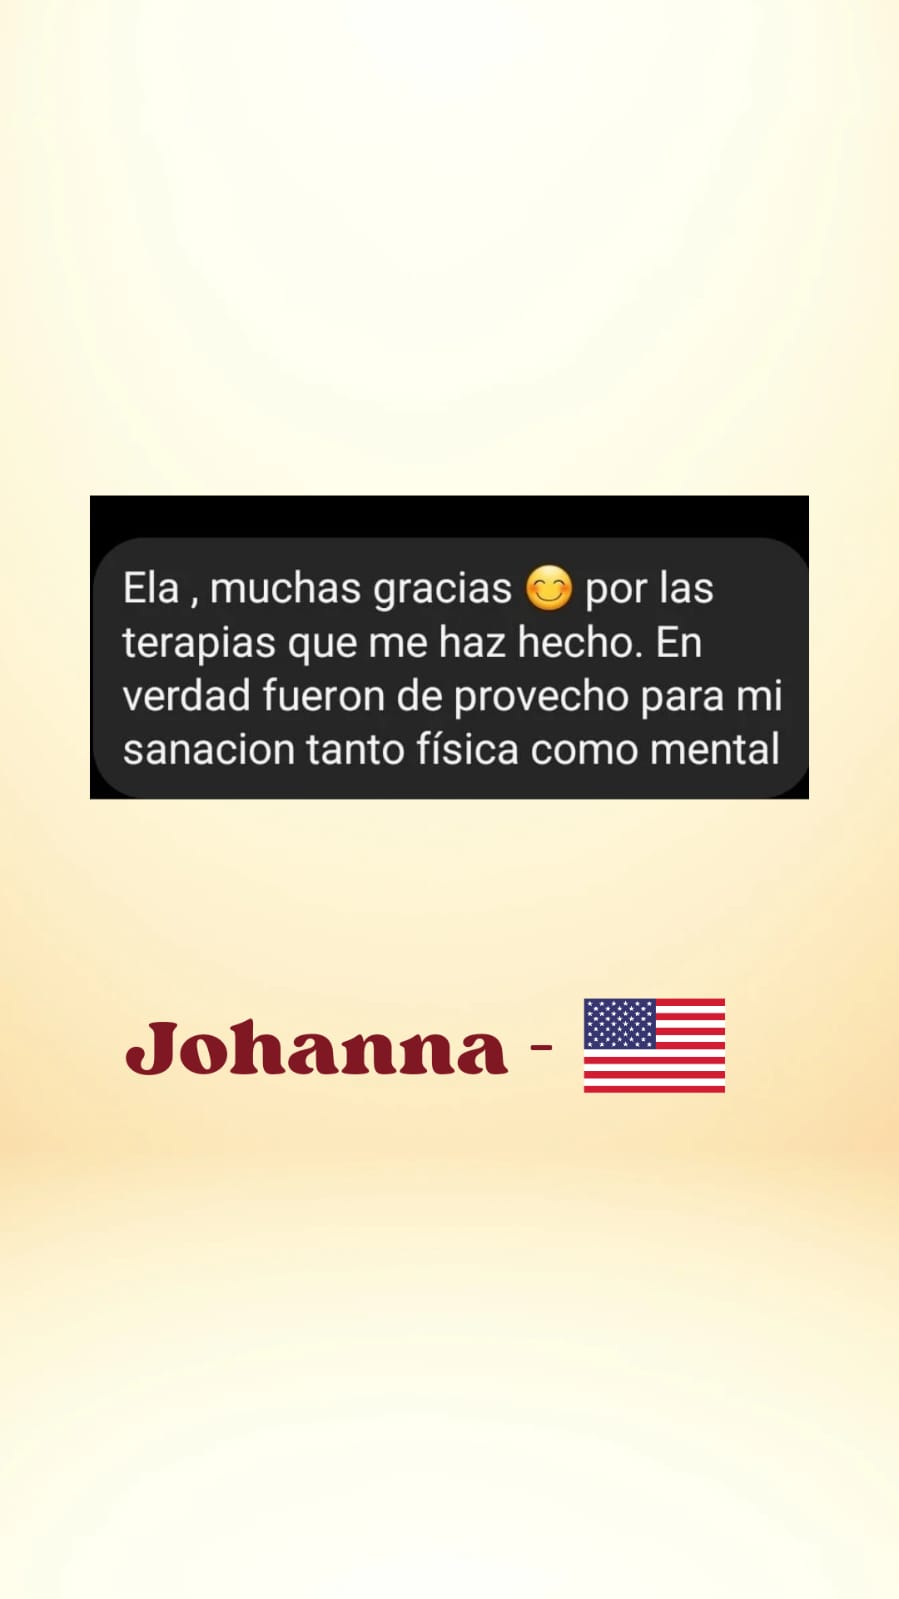 Ela , muchas gracias 😊 por las
terapias que me haz hecho. En
verdad fueron de provecho para mi
sanacion tanto física como mental
Johanna -